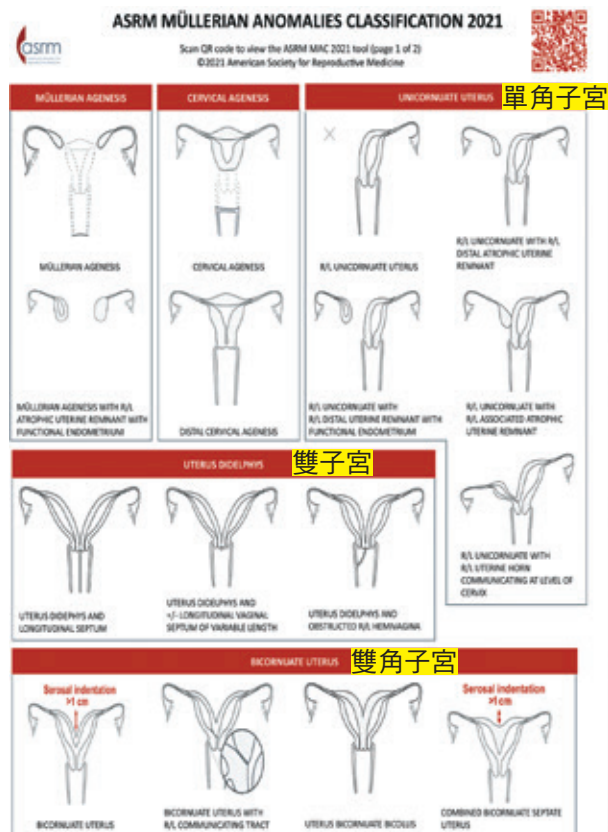 ASRM MÜLLERIAN ANOMALIES CLASSIFICATION 2021
asrm
Scan QR code to view the ASRM MAC 2021 tool (page 1 of 2)
©2021 American Society for Reproductive Medicine
MÜLLERIAN AGENESIS
MÜLLERIAN AGENESIS
MÜLLERIAN AGENESIS WITH R/L
ATROPHIC UTERINE REMNANT WITH
FUNCTIONAL ENDOMETRIUM
CERVICAL AGENESIS
CERVICAL AGENESIS
DISTAL CERVICAL AGENESIS
UNICORNUATE UTERUS 單角子宮
R/L UNICORNUATE UTERUS
R/L UNICORNUATE WITH R/L
DISTAL ATROPHIC UTERINE
REMNANT
R/L UNICORNUATE WITH
R/L DISTAL UTERINE REMNANT WITH
FUNCTIONAL ENDOMETRIUM
R/L UNICORNUATE WITH
R/L ASSOCIATED ATROPHIC
UTERINE REMNANT
R/L UNICORNUATE WITH
R/L UTERINE HORN
COMMUNICATING AT LEVEL OF
CERVIX
UTERUS DIDELPHYS 雙子宮
UTERUS DIDEPHYS AND
LONGITUDINAL SEPTUM
UTERUS DIDELPHYS AND
+/- LONGITUDINAL VAGINAL
SEPTUM OF VARIABLE LENGTH
UTERUS DIDELPHYS AND
OBSTRUCTED R/L HEMIVAGINA
BICORNUATE UTERUS 雙角子宮
Serosal indentation
>1 cm
BICORNUATE UTERUS
BICORNUATE UTERUS WITH
R/L COMMUNICATING TRACT
UTERUS BICORNUATE BICOLLIS
Serosal indentation
>1 cm
COMBINED BICORNUATE SEPTATE
UTERUS